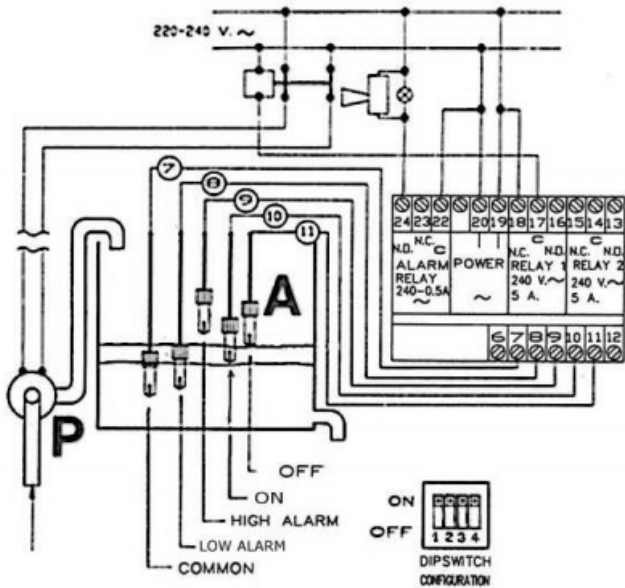 220-240 V. ~
7
8
9
10
11
A
P
24 23 22 20 19 18 17 16 15 14 13
N.O. N.C. C
ALARM
RELAY
240-0.5A
~
POWER
~
N.C. C N.O.
RELAY 1
240 V.~
5 A.
N.C. C N.O.
RELAY 2
240 V.~
5 A.
6 7 8 9 10 11 12
OFF
ON
HIGH ALARM
LOW ALARM
COMMON
ON
OFF
1 2 3 4
DIPSWITCH
CONFIGURATION